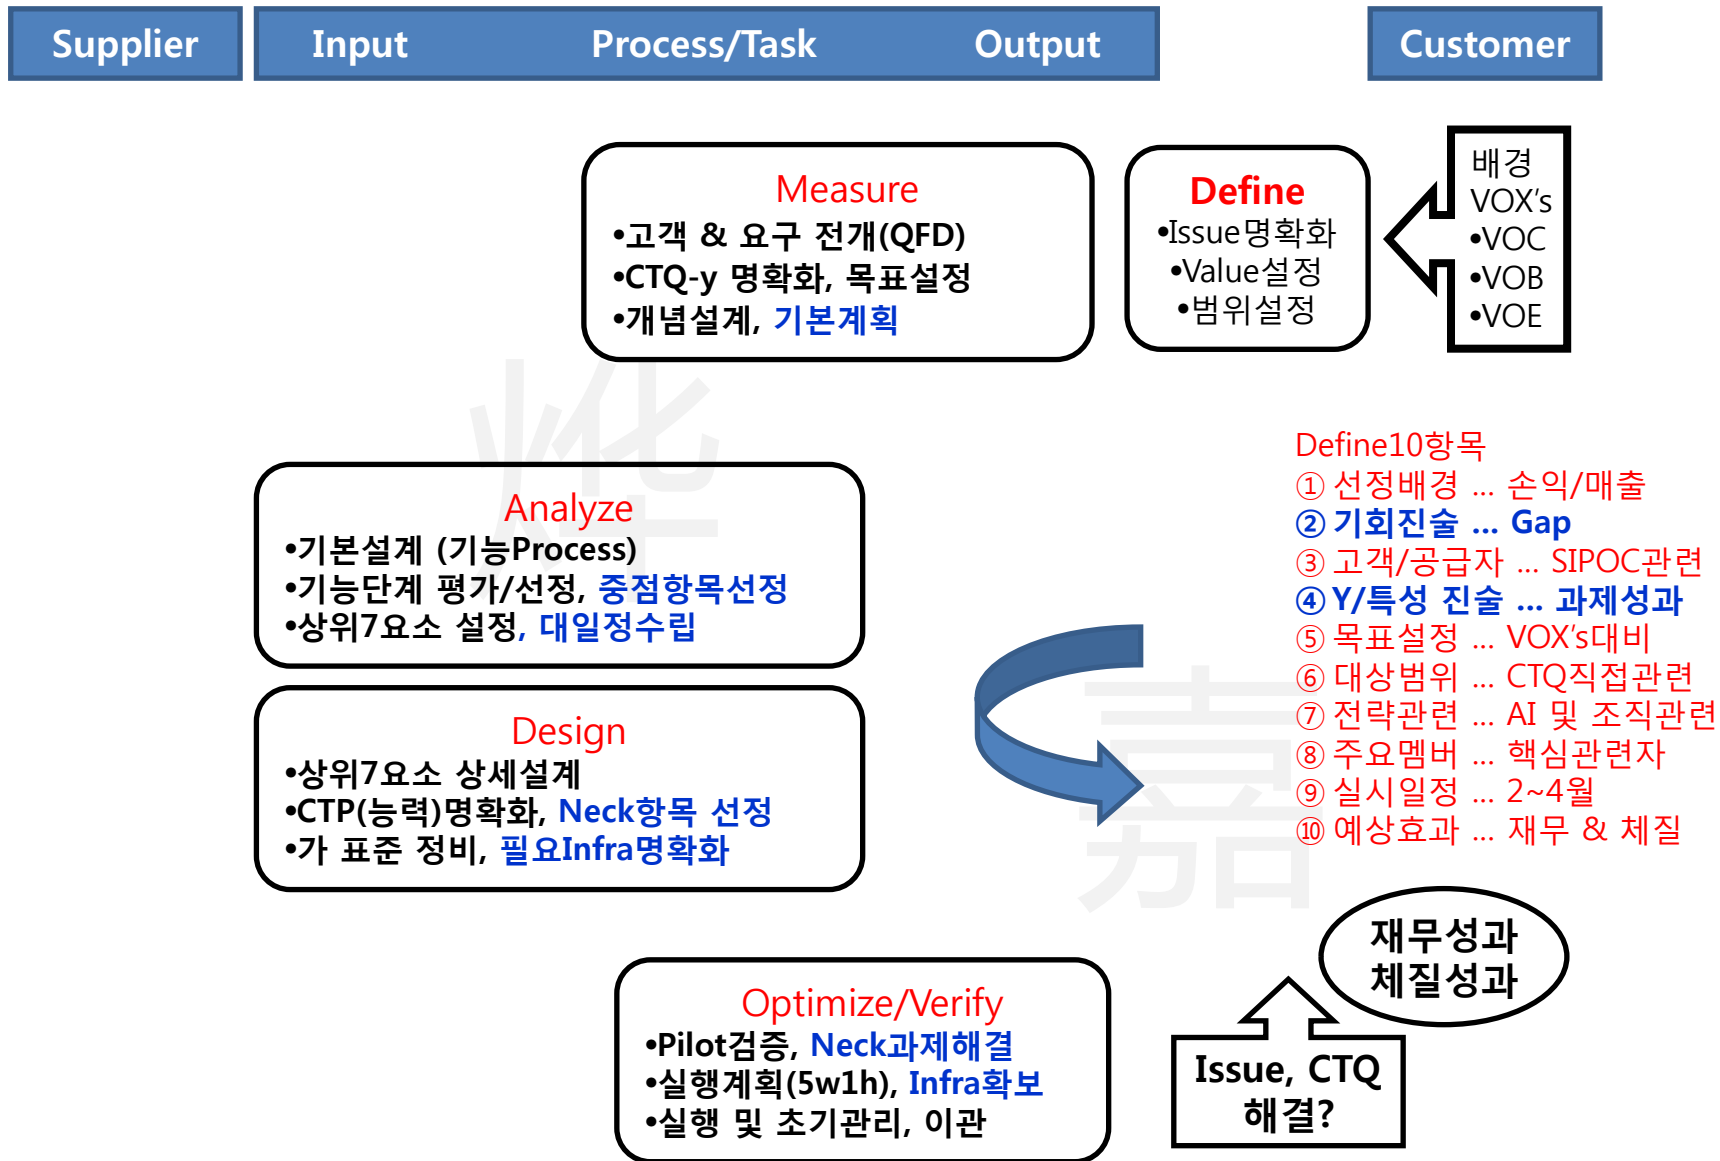 Supplier
Input Process/Task Output
Customer
Measure
•고객 & 요구 전개(QFD)
•CTQ-y 명확화, 목표설정
•개념설계, 기본계획
Define
•Issue명확화
•Value설정
•범위설정
배경
VOX's
•VOC
•VOB
•VOE
Analyze
•기본설계 (기능Process)
•기능단계 평가/선정, 중점항목선정
•상위7요소 설정, 대일정수립
Design
•상위7요소 상세설계
•CTP(능력)명확화, Neck항목 선정
•가 표준 정비, 필요Infra명확화
Define10항목
① 선정배경 ... 손익/매출
② 기회진술 ... Gap
③ 고객/공급자 ... SIPOC관련
④ Y/특성 진술 ... 과제성과
⑤ 목표설정 ... VOX's대비
⑥ 대상범위 ... CTQ직접관련
⑦ 전략관련 ... AI 및 조직관련
⑧ 주요멤버 ... 핵심관련자
⑨ 실시일정 ... 2~4월
⑩ 예상효과 ... 재무 & 체질
Optimize/Verify
•Pilot검증, Neck과제해결
•실행계획(5w1h), Infra확보
•실행 및 초기관리, 이관
재무성과
체질성과
Issue, CTQ
해결?
烨
嘉